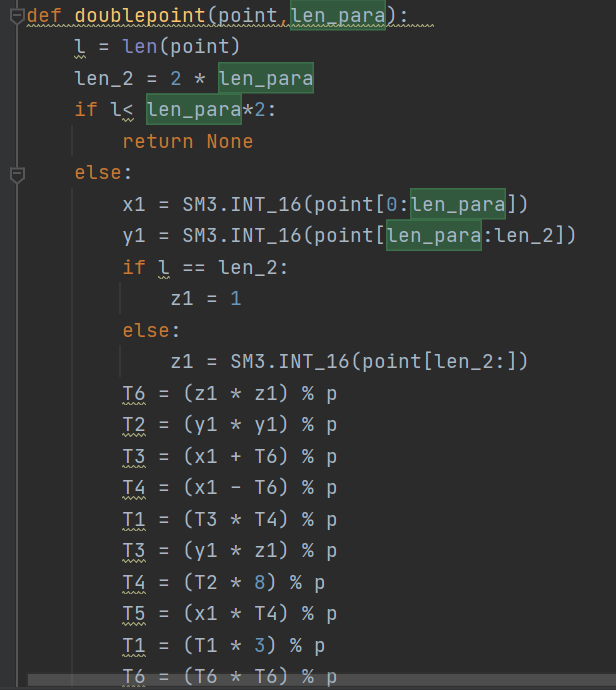 def doublepoint(point,len_para):
    l = len(point)
    len_2 = 2 * len_para
    if l< len_para*2:
        return None
    else:
        x1 = SM3.INT_16(point[0:len_para])
        y1 = SM3.INT_16(point[len_para:len_2])
        if l == len_2:
            z1 = 1
        else:
            z1 = SM3.INT_16(point[len_2:])
        T6 = (z1 * z1) % p
        T2 = (y1 * y1) % p
        T3 = (x1 + T6) % p
        T4 = (x1 - T6) % p
        T1 = (T3 * T4) % p
        T3 = (y1 * z1) % p
        T4 = (T2 * 8) % p
        T5 = (x1 * T4) % p
        T1 = (T1 * 3) % p
        T6 = (T6 * T6) % p